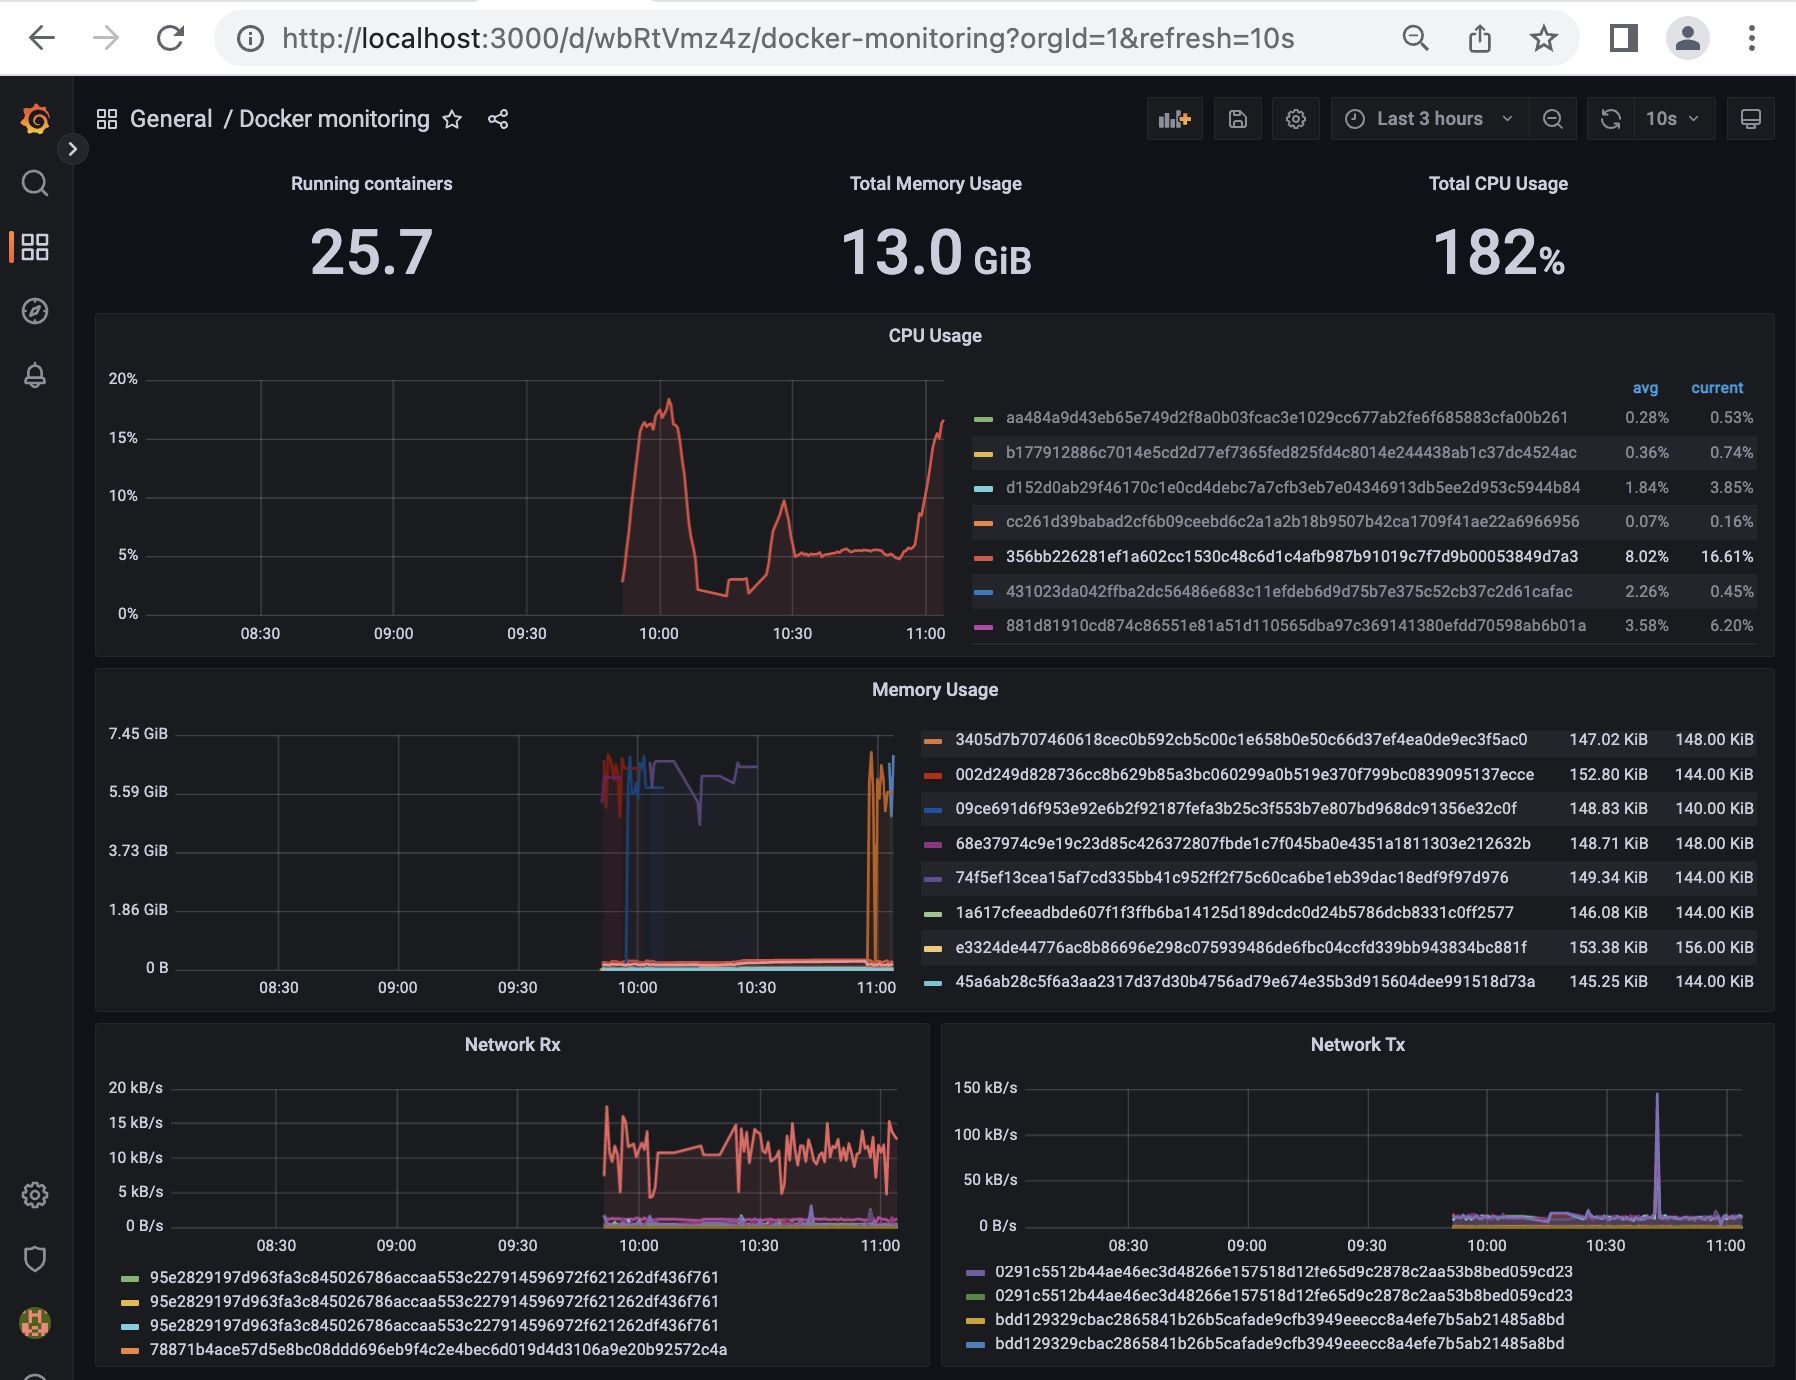 http://localhost:3000/d/wbRtVmz4z/docker-monitoring?orgId=1&refresh=10s
General / Docker monitoring
Last 3 hours
10s
Running containers
25.7
Total Memory Usage
13.0 GiB
Total CPU Usage
182%
CPU Usage
20%
15%
10%
5%
0%
08:30 09:00 09:30 10:00 10:30 11:00
avg current
aa484a9d43eb65e749d2f8a0b03fcac3e1029cc677ab2fe6f685883cfa00b261 0.28% 0.53%
b177912886c7014e5cd2d77ef7365fed825fd4c8014e244438ab1c37dc4524ac 0.36% 0.74%
d152d0ab29f46170c1e0cd4debc7a7cfb3eb7e04346913db5ee2d953c5944b84 1.84% 3.85%
cc261d39babad2cf6b09ceebd6c2a1a2b18b9507b42ca1709f41ae22a6966956 0.07% 0.16%
356bb226281ef1a602cc1530c48c6d1c4afb987b91019c7f7d9b00053849d7a3 8.02% 16.61%
431023da042ffba2dc56486e683c11efdeb6d9d75b7e375c52cb37c2d61cafac 2.26% 0.45%
881d81910cd874c86551e81a51d110565dba97c369141380efdd70598ab6b01a 3.58% 6.20%
Memory Usage
7.45 GiB
5.59 GiB
3.73 GiB
1.86 GiB
0 B
08:30 09:00 09:30 10:00 10:30 11:00
3405d7b707460618cec0b592cb5c00c1e658b0e50c66d37ef4ea0de9ec3f5ac0 147.02 KiB 148.00 KiB
002d249d828736cc8b629b85a3bc060299a0b519e370f799bc0839095137ecce 152.80 KiB 144.00 KiB
09ce691d6f953e92e6b2f92187fefa3b25c3f553b7e807bd968dc91356e32c0f 148.83 KiB 140.00 KiB
68e37974c9e19c23d85c426372807fbde1c7f045ba0e4351a1811303e212632b 148.71 KiB 148.00 KiB
74f5ef13cea15af7cd335bb41c952ff2f75c60ca6be1eb39dac18edf9f97d976 149.34 KiB 144.00 KiB
1a617cfeeadbde607f1f3ffb6ba14125d189dcdc0d24b5786dcb8331c0ff2577 146.08 KiB 144.00 KiB
e3324de44776ac8b86696e298c075939486de6fbc04ccfd339bb943834bc881f 153.38 KiB 156.00 KiB
45a6ab28c5f6a3aa2317d37d30b4756ad79e674e35b3d915604dee991518d73a 145.25 KiB 144.00 KiB
Network Rx
20 kB/s
15 kB/s
10 kB/s
5 kB/s
0 B/s
08:30 09:00 09:30 10:00 10:30 11:00
95e2829197d963fa3c845026786accaa553c227914596972f621262df436f761
95e2829197d963fa3c845026786accaa553c227914596972f621262df436f761
95e2829197d963fa3c845026786accaa553c227914596972f621262df436f761
78871b4ace57d5e8bc08ddd696eb9f4c2e4bec6d019d4d3106a9e20b92572c4a
Network Tx
150 kB/s
100 kB/s
50 kB/s
0 B/s
08:30 09:00 09:30 10:00 10:30 11:00
0291c5512b44ae46ec3d48266e157518d12fe65d9c2878c2aa53b8bed059cd23
0291c5512b44ae46ec3d48266e157518d12fe65d9c2878c2aa53b8bed059cd23
bdd129329cbac2865841b26b5cafade9cfb3949eeecc8a4efe7b5ab21485a8bd
bdd129329cbac2865841b26b5cafade9cfb3949eeecc8a4efe7b5ab21485a8bd